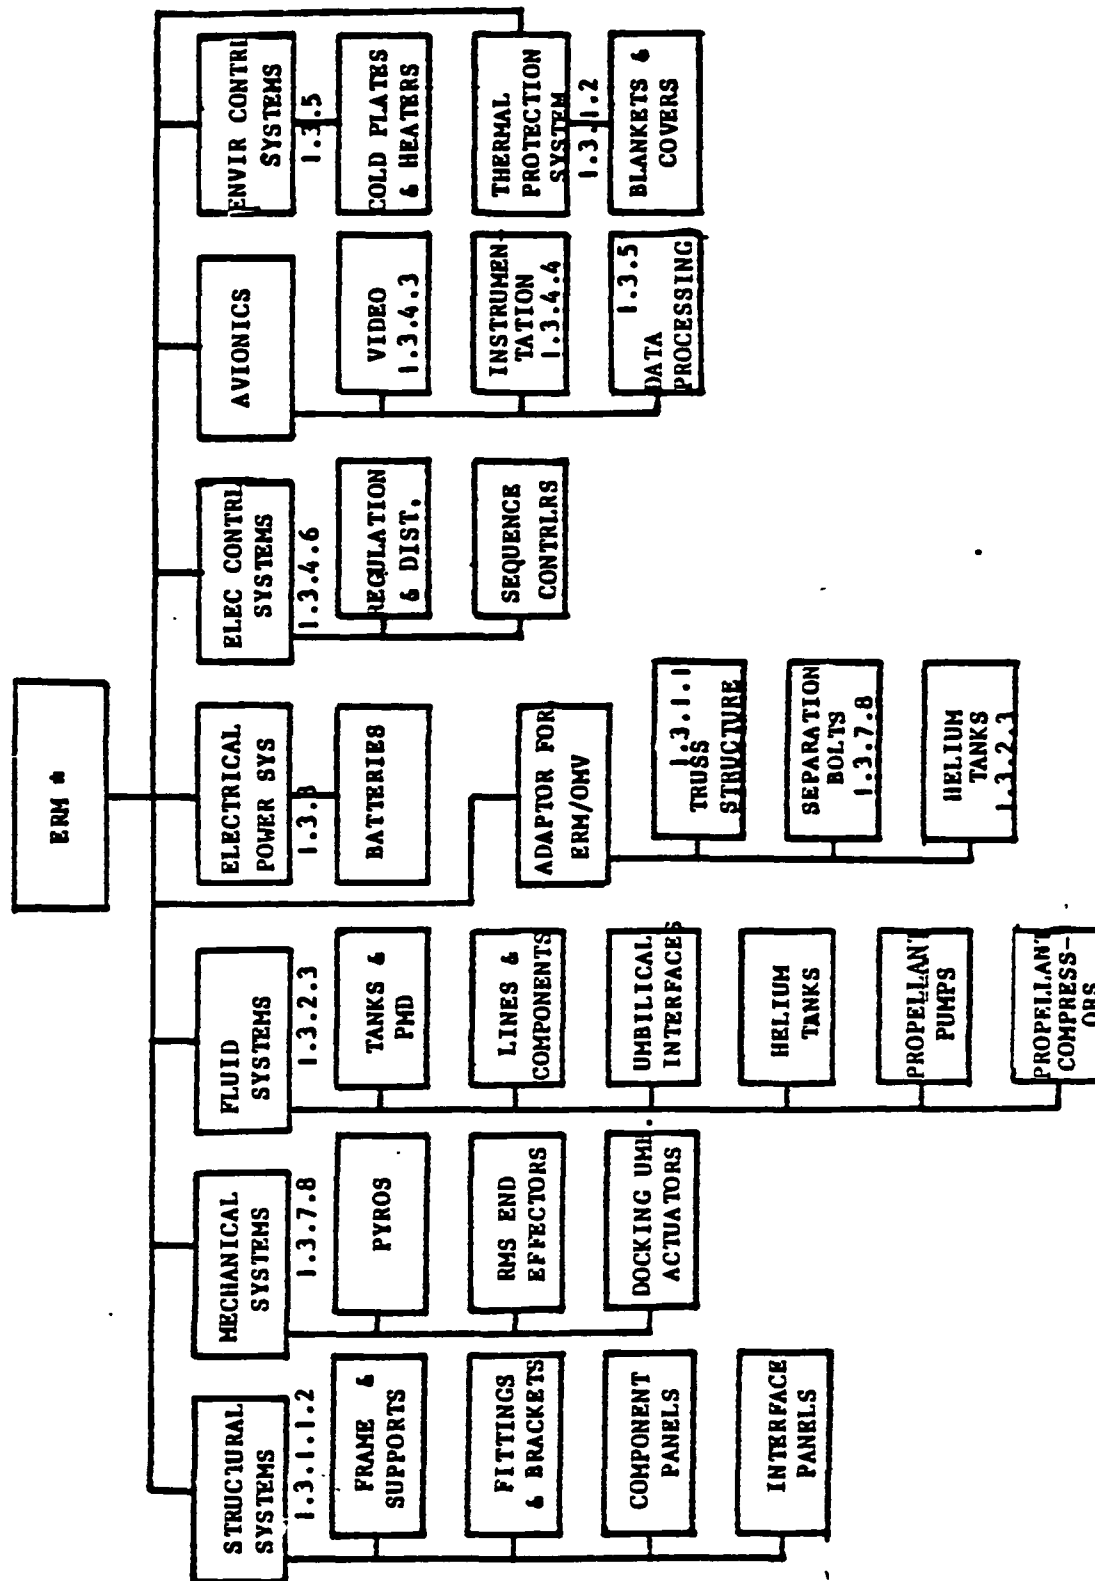 ERM *
STRUCTURAL
SYSTEMS
1.3.1.1.2
FRAME &
SUPPORTS
FITTINGS
& BRACKETS
COMPONENT
PANELS
INTERFACE
PANELS
MECHANICAL
SYSTEMS
1.3.7.8
PYROS
RMS END
EFFECTORS
DOCKING UMB.
ACTUATORS
FLUID
SYSTEMS
1.3.2.3
TANKS &
PMD
LINES &
COMPONENTS
UMBILICAL
INTERFACES
HELIUM
TANKS
PROPELLANT
PUMPS
PROPELLANT
COMPRESS-
ORS
ELECTRICAL
POWER SYS
1.3.3
BATTERIES
ADAPTOR FOR
ERM/OMV
1.3.1.1
TRUSS
STRUCTURE
SEPARATION
BOLTS
1.3.7.8
HELIUM
TANKS
1.3.2.3
ELEC CONTRL
SYSTEMS
1.3.4.6
REGULATION
& DIST.
SEQUENCE
CONTRLRS
AVIONICS
VIDEO
1.3.4.3
INSTRUMEN-
TATION
1.3.4.4
1.3.5
DATA
PROCESSING
ENVIR CONTRL
SYSTEMS
1.3.5
COLD PLATES
& HEATERS
THERMAL
PROTECTION
SYSTEM
1.3.1.2
BLANKETS &
COVERS